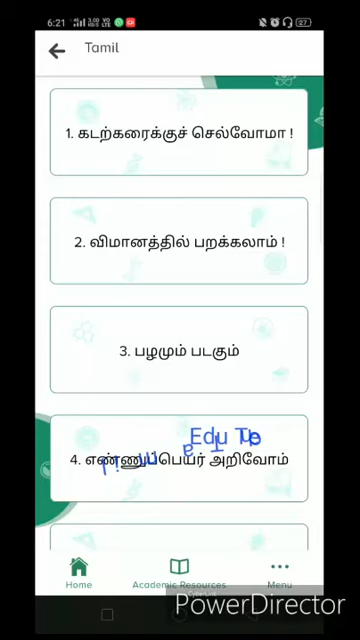 6:21
27
Tamil
1. கடற்கரைக்குச் செல்வோமா !
2. விமானத்தில் பறக்கலாம் !
3. பழமும் படகும்
Edu
4. எண்ணுப்பெயர் அறிவோம்
Home
Academic Resources
Menu
PowerDirector